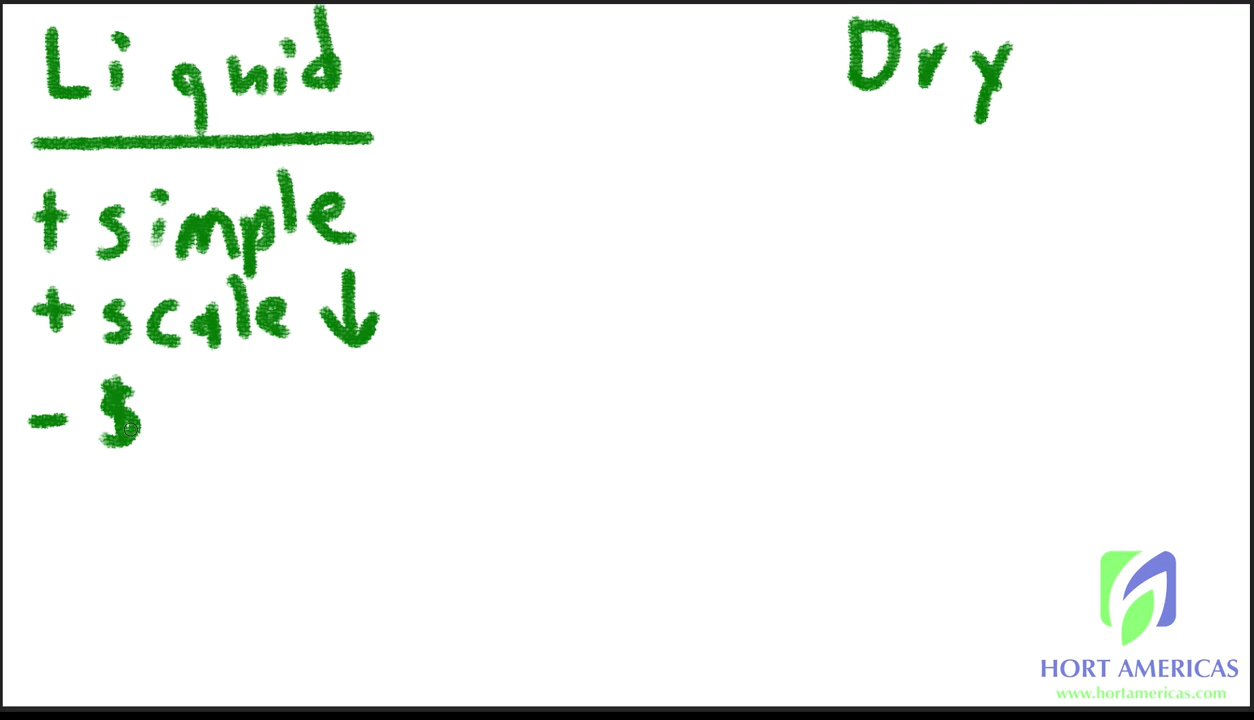 Liquid
Dry
+ simple
+ scale ↓
- $
HORT AMERICAS
www.hortamericas.com